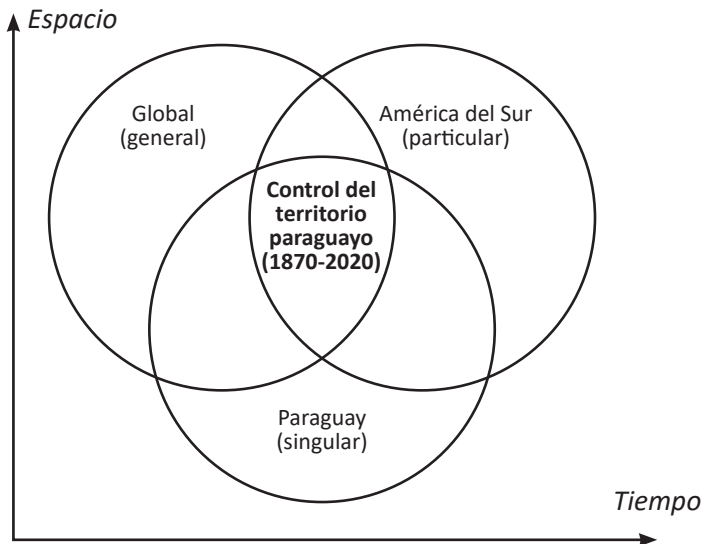 Espacio
Global
(general)
América del Sur
(particular)
Control del
territorio
paraguayo
(1870-2020)
Paraguay
(singular)
Tiempo